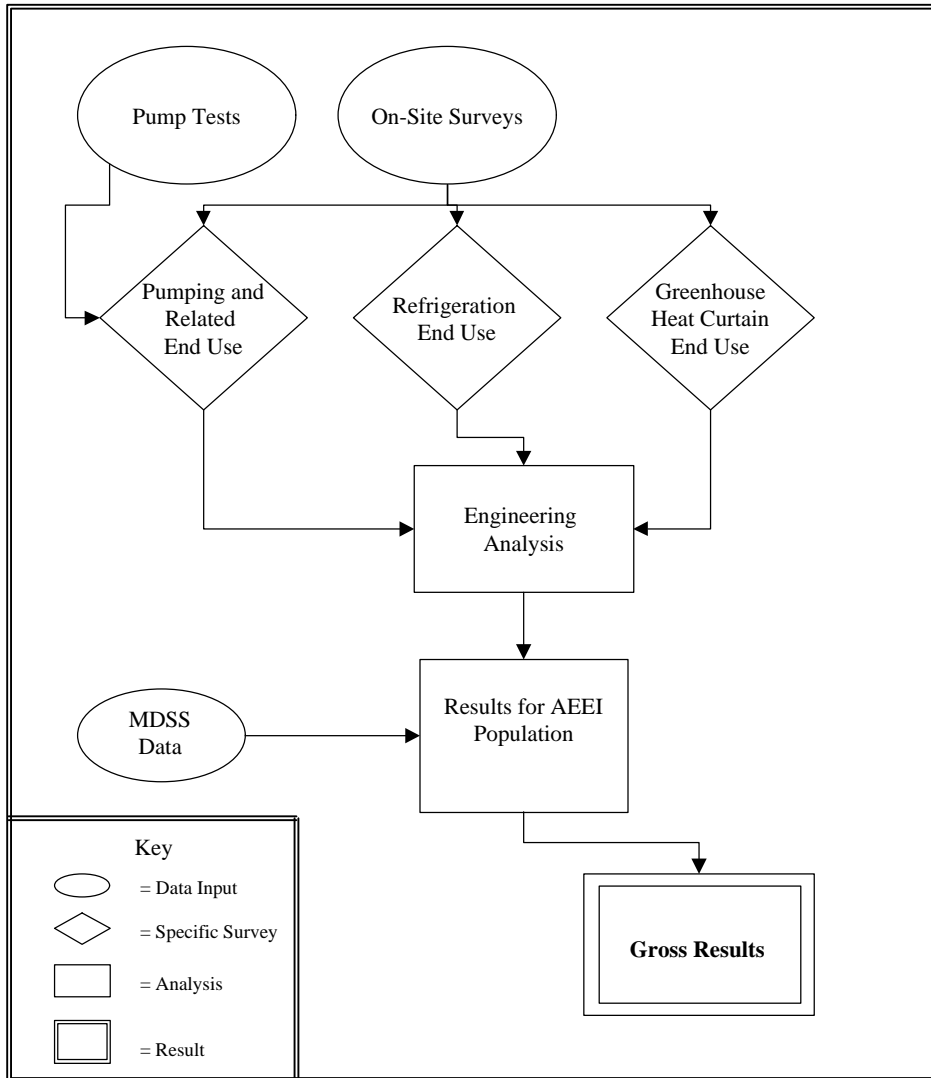 Pump Tests
On-Site Surveys
Pumping and
Related
End Use
Refrigeration
End Use
Greenhouse
Heat Curtain
End Use
Engineering
Analysis
Results for AEEI
Population
MDSS
Data
Gross Results
Key
= Data Input
= Specific Survey
= Analysis
= Result